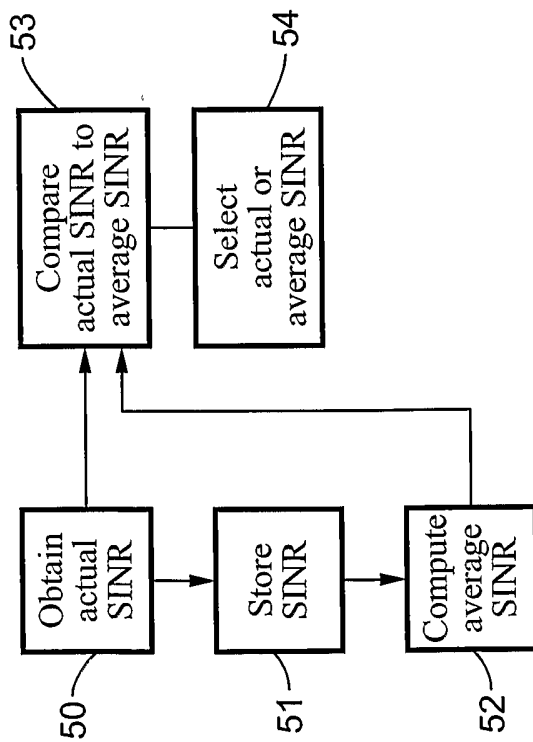 50
Obtain
actual
SINR
51
Store
SINR
52
Compute
average
SINR
53
Compare
actual SINR to
average SINR
54
Select
actual or
average SINR